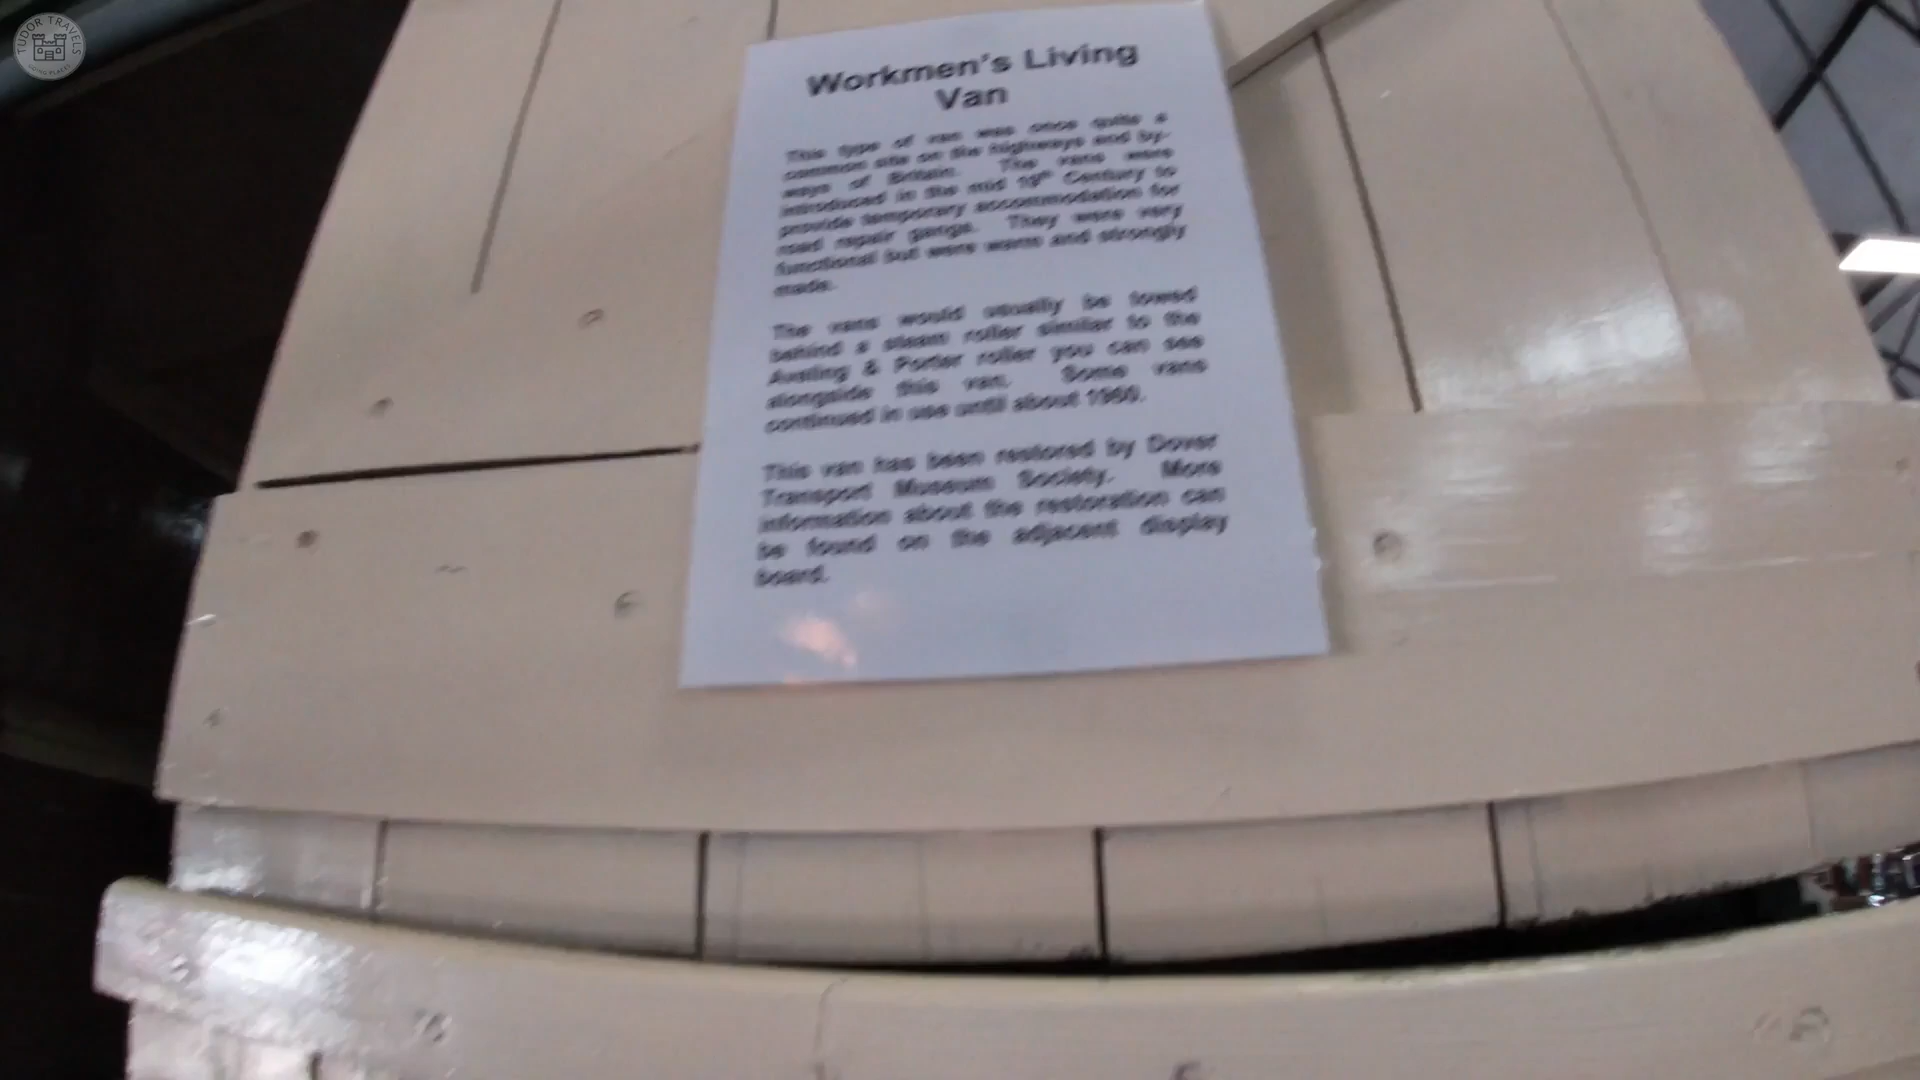 TUDOR TRAVELS
GOING PLACES
Workmen's Living
Van
This type of van was once quite a
common site on the highways and by-
ways of Britain. The vans were
introduced in the mid 19th Century to
provide temporary accommodation for
road repair gangs. They were very
functional but were warm and strongly
made.
The vans would usually be towed
behind a steam roller similar to the
Aveling & Porter roller you can see
alongside this van. Some vans
continued in use until about 1960.
This van has been restored by Dover
Transport Museum Society. More
information about the restoration can
be found on the adjacent display
board.